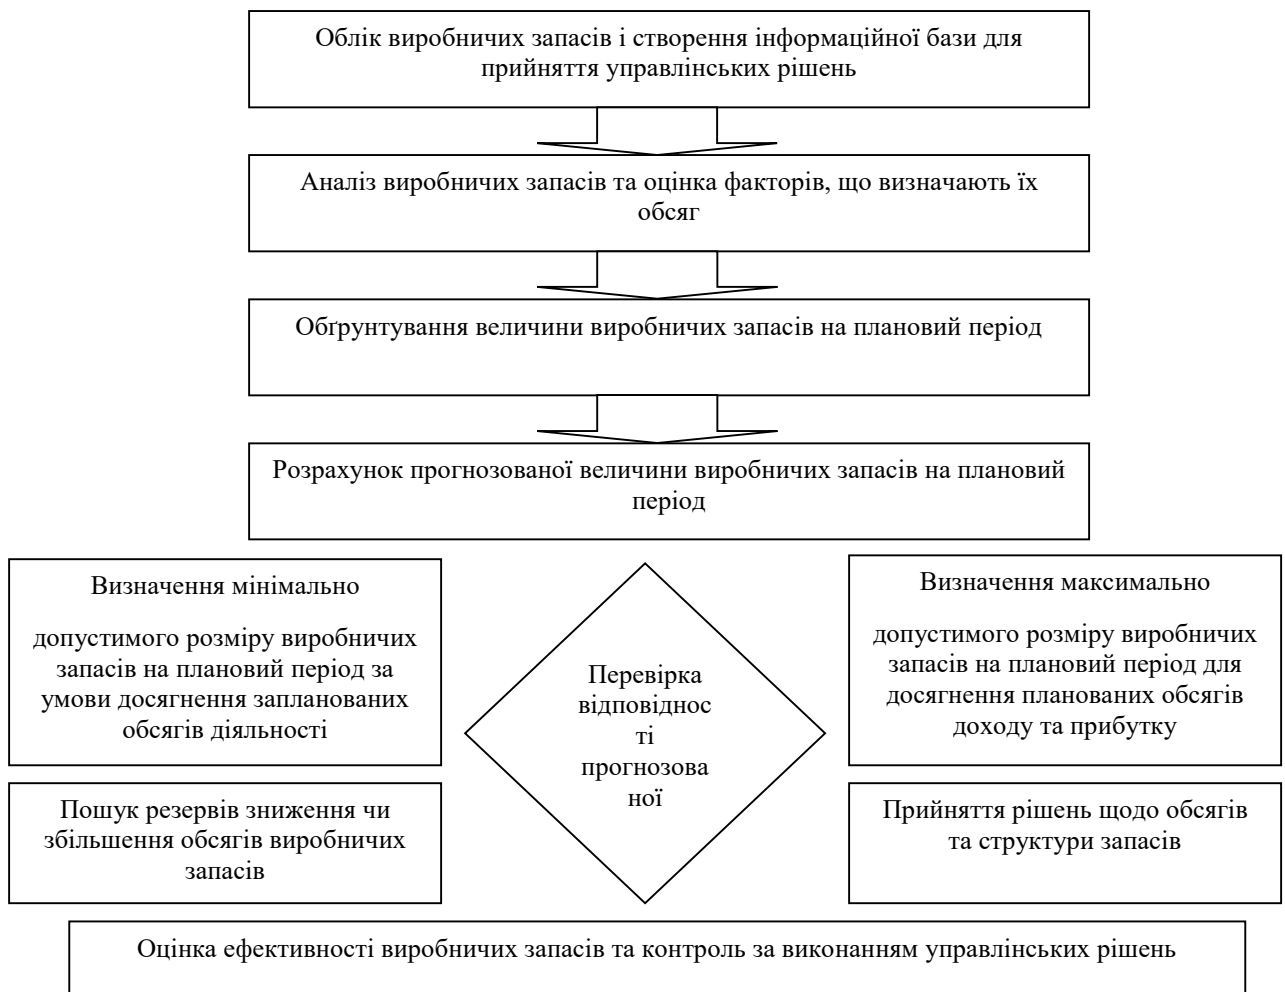 Облік виробничих запасів і створення інформаційної бази для
прийняття управлінських рішень
Аналіз виробничих запасів та оцінка факторів, що визначають їх
обсяг
Обґрунтування величини виробничих запасів на плановий період
Розрахунок прогнозованої величини виробничих запасів на плановий
період
Визначення мінімально
допустимого розміру виробничих
запасів на плановий період за
умови досягнення запланованих
обсягів діяльності
Перевірка
відповіднос
ті
прогнозова
ної
Визначення максимально
допустимого розміру виробничих
запасів на плановий період для
досягнення планованих обсягів
доходу та прибутку
Пошук резервів зниження чи
збільшення обсягів виробничих
запасів
Прийняття рішень щодо обсягів
та структури запасів
Оцінка ефективності виробничих запасів та контроль за виконанням управлінських рішень